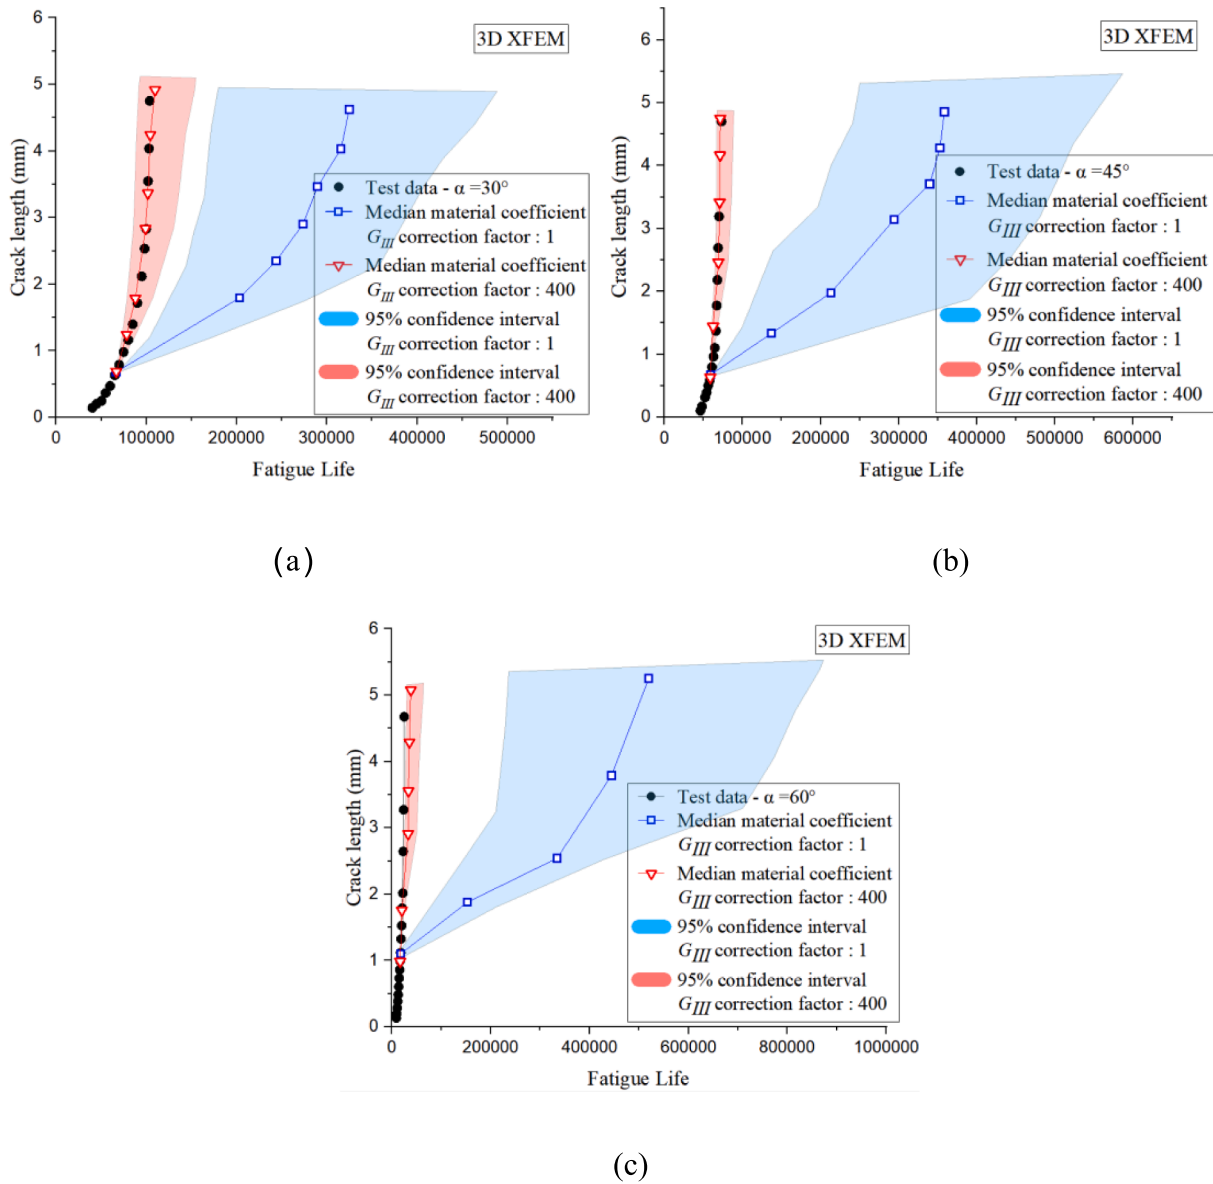 3D XFEM
6
5
4
3
2
1
0
Crack length (mm)
Test data - α =30°
Median material coefficient
GIII correction factor : 1
Median material coefficient
GIII correction factor : 400
95% confidence interval
GIII correction factor : 1
95% confidence interval
GIII correction factor : 400
0 100000 200000 300000 400000 500000
Fatigue Life
(a)
3D XFEM
6
5
4
3
2
1
0
Crack length (mm)
Test data - α =45°
Median material coefficient
GIII correction factor : 1
Median material coefficient
GIII correction factor : 400
95% confidence interval
GIII correction factor : 1
95% confidence interval
GIII correction factor : 400
0 100000 200000 300000 400000 500000 600000
Fatigue Life
(b)
3D XFEM
6
5
4
3
2
1
0
Crack length (mm)
Test data - α =60°
Median material coefficient
GIII correction factor : 1
Median material coefficient
GIII correction factor : 400
95% confidence interval
GIII correction factor : 1
95% confidence interval
GIII correction factor : 400
0 200000 400000 600000 800000 1000000
Fatigue Life
(c)